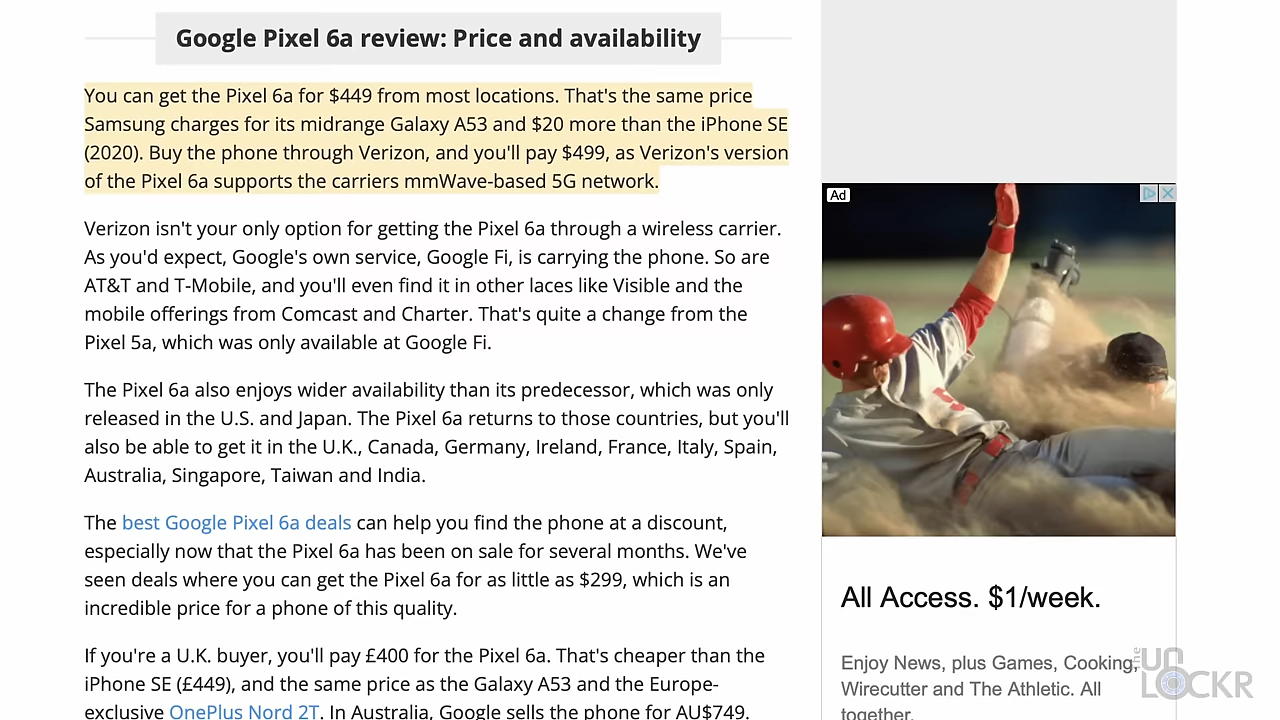 Google Pixel 6a review: Price and availability
You can get the Pixel 6a for $449 from most locations. That's the same price
Samsung charges for its midrange Galaxy A53 and $20 more than the iPhone SE
(2020). Buy the phone through Verizon, and you'll pay $499, as Verizon's version
of the Pixel 6a supports the carriers mmWave-based 5G network.
Verizon isn't your only option for getting the Pixel 6a through a wireless carrier.
As you'd expect, Google's own service, Google Fi, is carrying the phone. So are
AT&T and T-Mobile, and you'll even find it in other laces like Visible and the
mobile offerings from Comcast and Charter. That's quite a change from the
Pixel 5a, which was only available at Google Fi.
The Pixel 6a also enjoys wider availability than its predecessor, which was only
released in the U.S. and Japan. The Pixel 6a returns to those countries, but you'll
also be able to get it in the U.K., Canada, Germany, Ireland, France, Italy, Spain,
Australia, Singapore, Taiwan and India.
The best Google Pixel 6a deals can help you find the phone at a discount,
especially now that the Pixel 6a has been on sale for several months. We've
seen deals where you can get the Pixel 6a for as little as $299, which is an
incredible price for a phone of this quality.
If you're a U.K. buyer, you'll pay £400 for the Pixel 6a. That's cheaper than the
iPhone SE (£449), and the same price as the Galaxy A53 and the Europe-
exclusive OnePlus Nord 2T. In Australia, Google sells the phone for AU$749.
Ad
5
All Access. $1/week.
Enjoy News, plus Games, Cooking,
Wirecutter and The Athletic. All
together.
the
UN
LOCKR